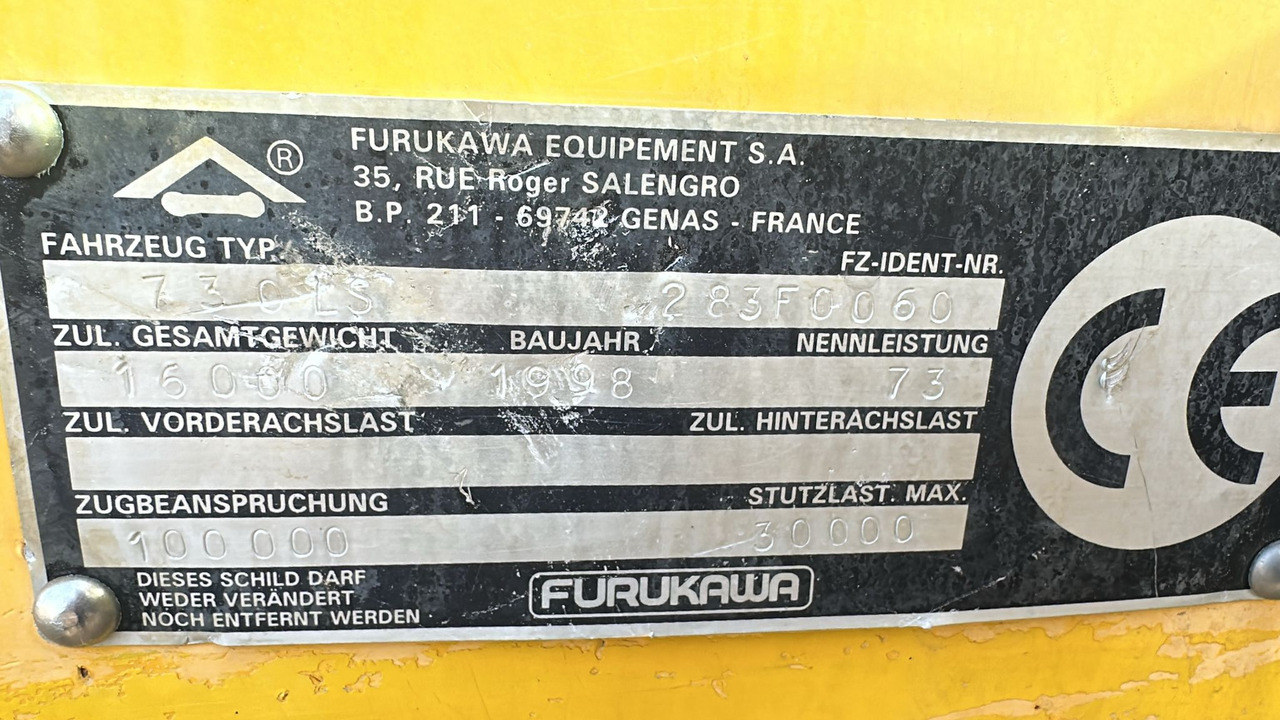 ®
FURUKAWA EQUIPEMENT S.A.
35, RUE Roger SALENGRO
B.P. 211 - 69742 GENAS - FRANCE
FAHRZEUG TYP. FZ-IDENT-NR.
730LS 283F0060
ZUL. GESAMTGEWICHT BAUJAHR NENNLEISTUNG
16000 1998 73
ZUL. VORDERACHSLAST ZUL. HINTERACHSLAST
ZUGBEANSPRUCHUNG STUTZLAST. MAX.
100 000 30000
DIESES SCHILD DARF
WEDER VERÄNDERT
NOCH ENTFERNT WERDEN
FURUKAWA
CE